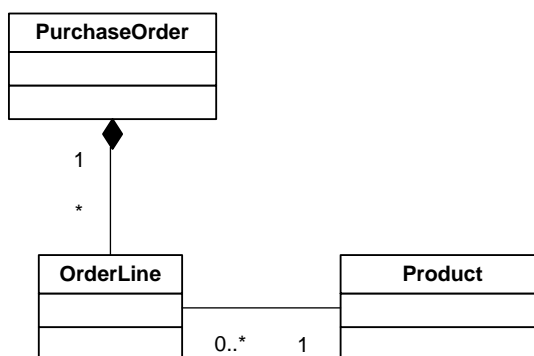 PurchaseOrder
1
*
OrderLine
Product
0..*
1